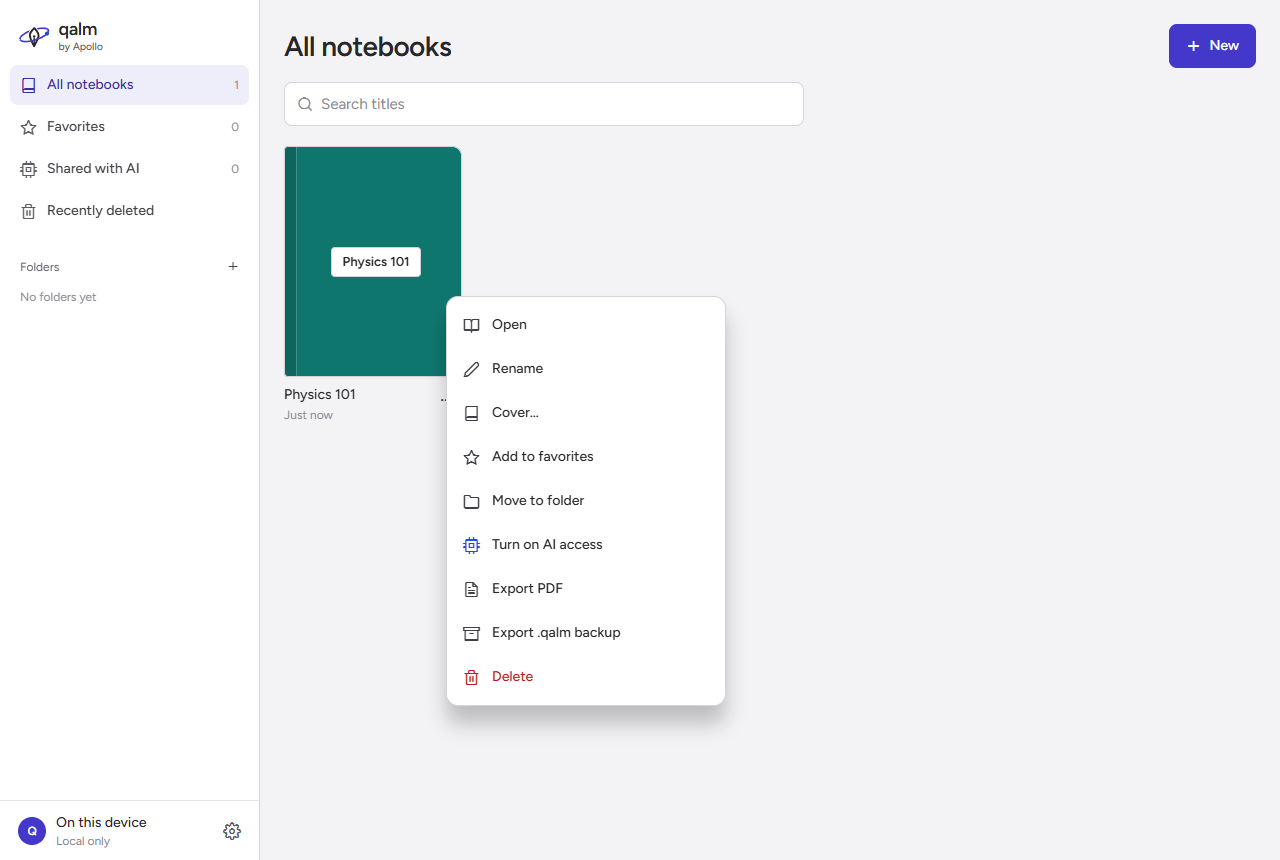 qalm
by Apollo
All notebooks 1
Favorites 0
Shared with AI 0
Recently deleted
Folders +
No folders yet
On this device
Local only
Q
All notebooks
+ New
Search titles
Physics 101
Physics 101
Just now
Open
Rename
Cover...
Add to favorites
Move to folder
Turn on AI access
Export PDF
Export .qalm backup
Delete